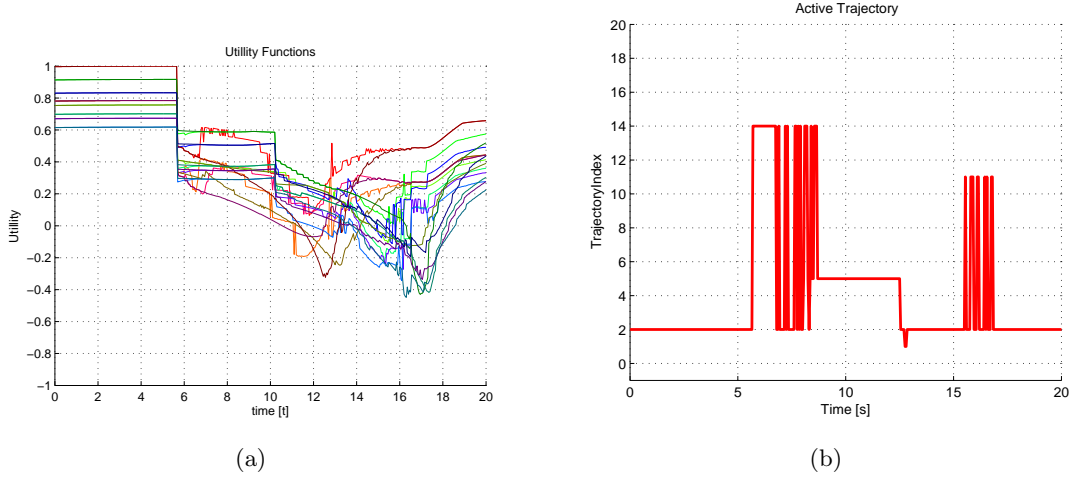 Utillity Functions
1
0.8
0.6
0.4
0.2
0
−0.2
−0.4
−0.6
−0.8
−1
Utility
0 2 4 6 8 10 12 14 16 18 20
time [t]
(a)
Active Trajectory
20
18
16
14
12
10
8
6
4
2
0
TrajectoryIndex
0 5 10 15 20
Time [s]
(b)